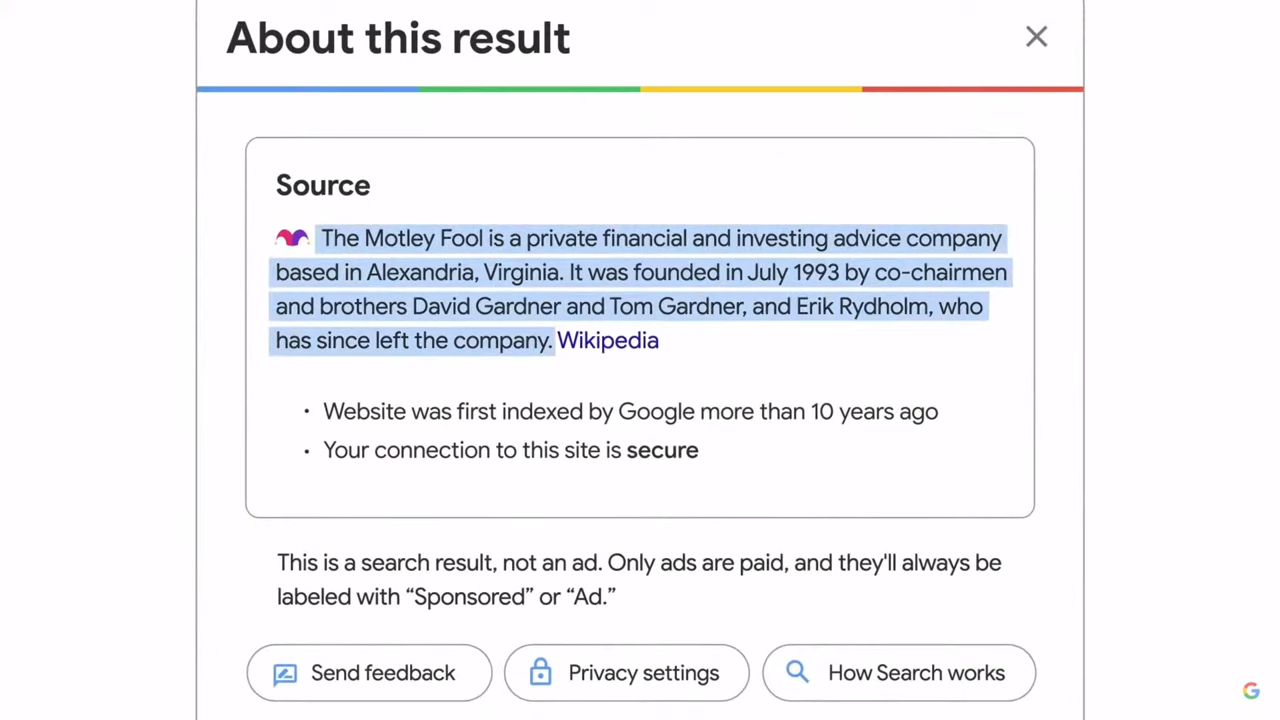 About this result
Source
The Motley Fool is a private financial and investing advice company
based in Alexandria, Virginia. It was founded in July 1993 by co-chairmen
and brothers David Gardner and Tom Gardner, and Erik Rydholm, who
has since left the company. Wikipedia
• Website was first indexed by Google more than 10 years ago
• Your connection to this site is secure
This is a search result, not an ad. Only ads are paid, and they'll always be
labeled with “Sponsored” or “Ad.”
Send feedback
Privacy settings
How Search works